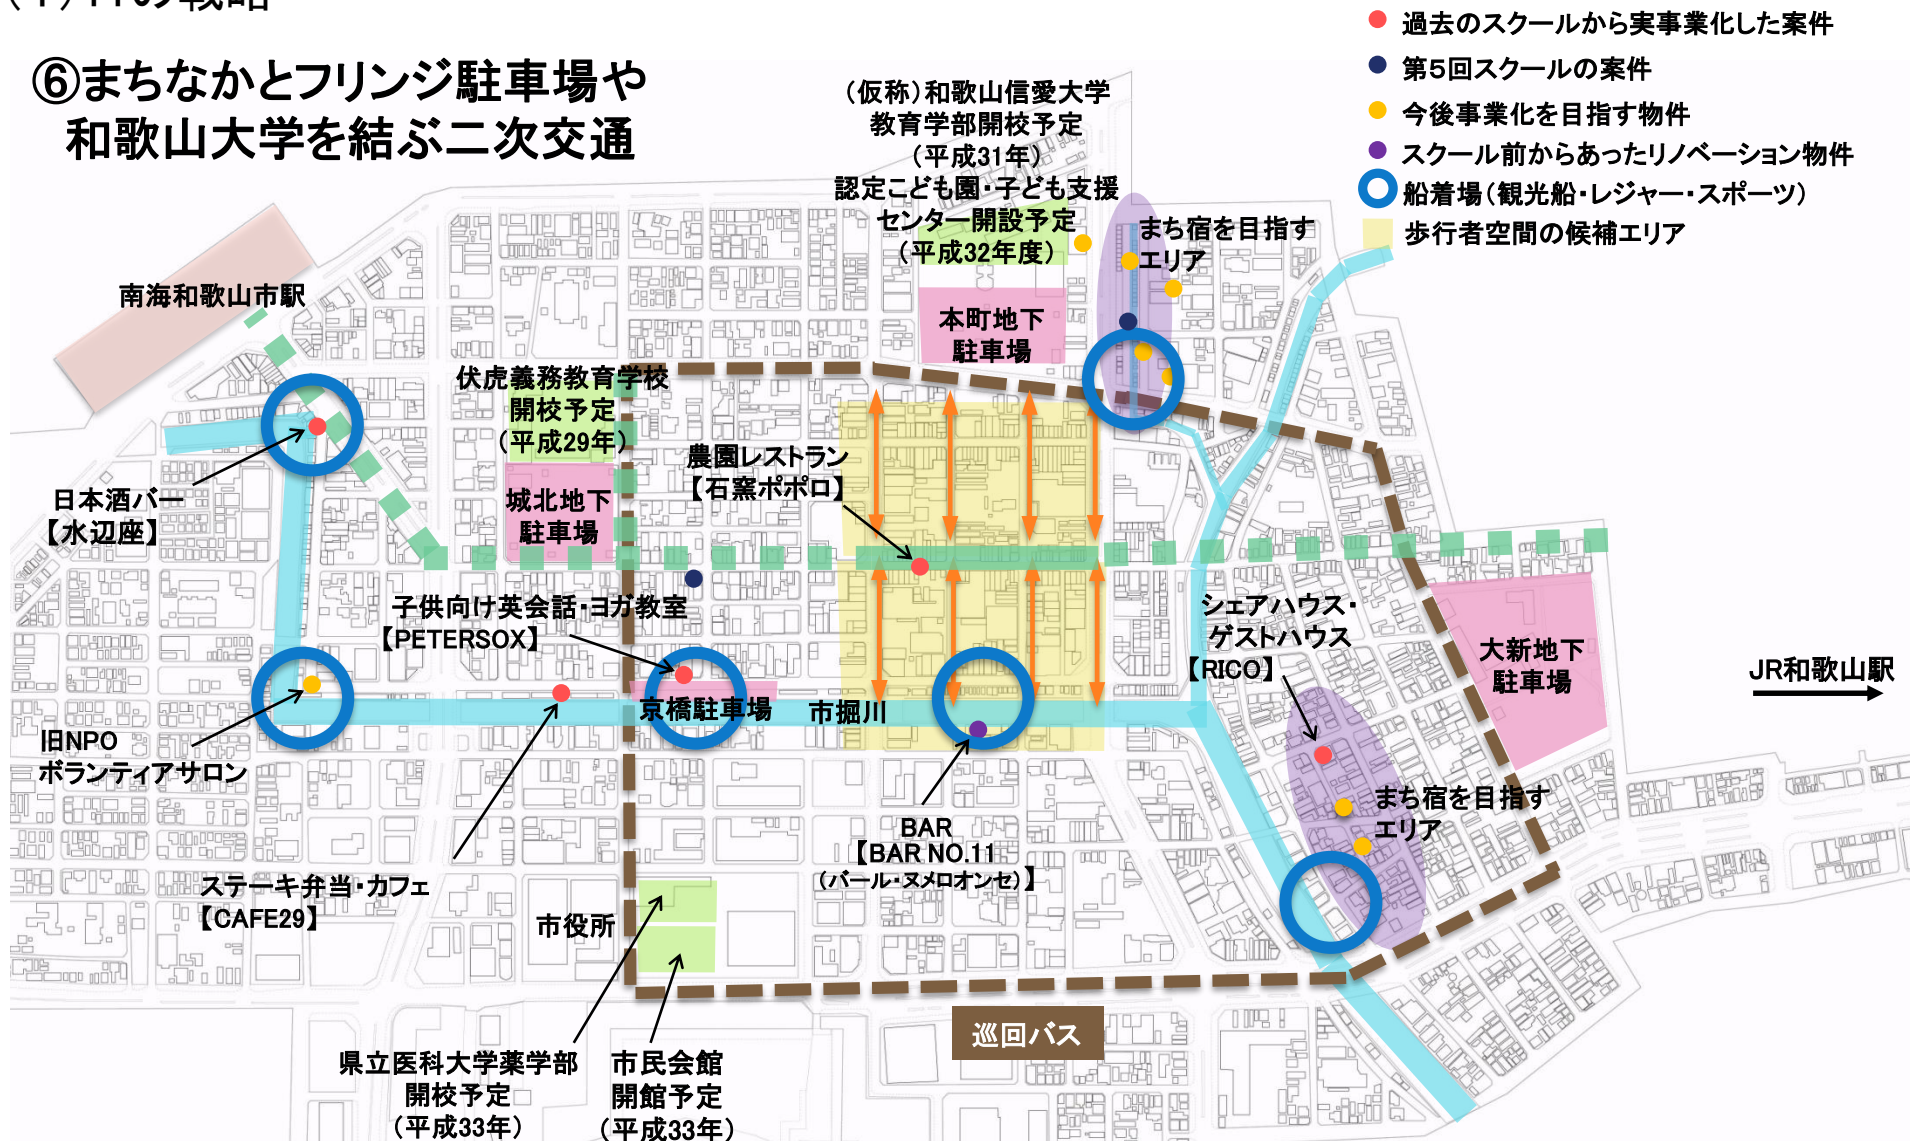 ⑥まちなかとフリンジ駐車場や
和歌山大学を結ぶ二次交通
過去のスクールから実事業化した案件
第5回スクールの案件
今後事業化を目指す物件
スクール前からあったリノベーション物件
船着場（観光船・レジャー・スポーツ）
歩行者空間の候補エリア
（仮称）和歌山信愛大学
教育学部開校予定
（平成31年）
認定こども園・子ども支援
センター開設予定
（平成32年度）
まち宿を目指す
エリア
南海和歌山市駅
本町地下
駐車場
伏虎義務教育学校
開校予定
（平成29年）
城北地下
駐車場
農園レストラン
【石窯ポポロ】
日本酒バー
【水辺座】
子供向け英会話・ヨガ教室
【PETERSOX】
シェアハウス・
ゲストハウス
【RICO】
大新地下
駐車場
JR和歌山駅
京橋駐車場
市掘川
旧NPO
ボランティアサロン
まち宿を目指す
エリア
BAR
【BAR NO.11
（バール・ヌメロオンセ）】
ステーキ弁当・カフェ
【CAFE29】
市役所
巡回バス
県立医科大学薬学部
開校予定
（平成33年）
市民会館
開館予定
（平成33年）